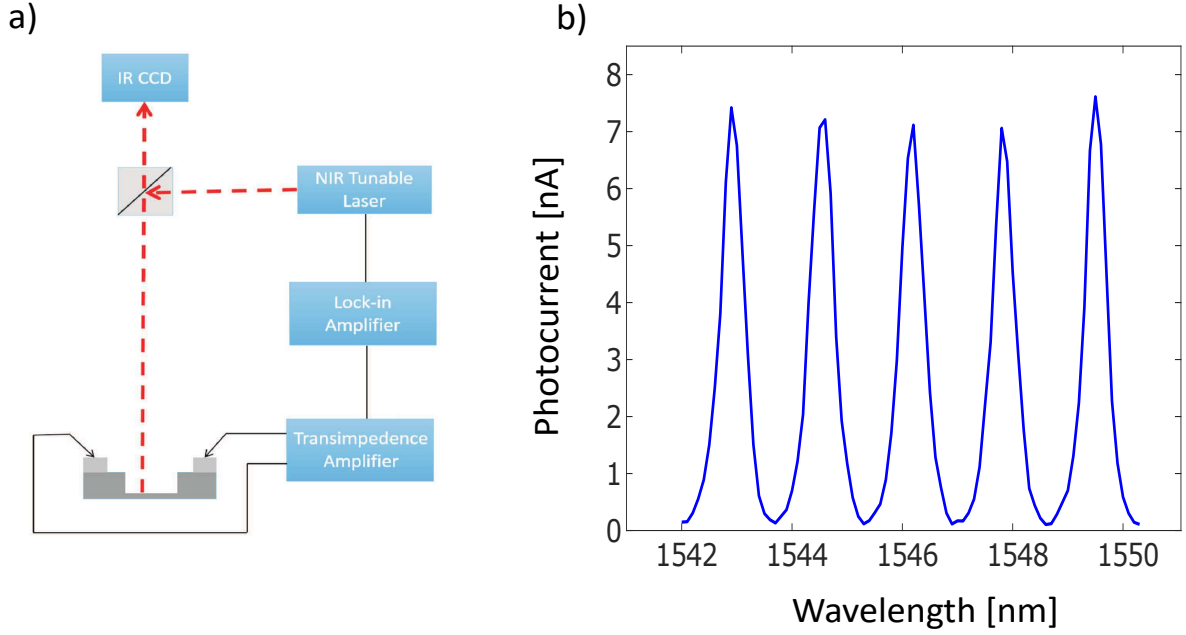 a)
IR CCD
NIR Tunable
Laser
Lock-in
Amplifier
Transimpedence
Amplifier
b)
Photocurrent [nA]
8
7
6
5
4
3
2
1
0
1542
1544
1546
1548
1550
Wavelength [nm]